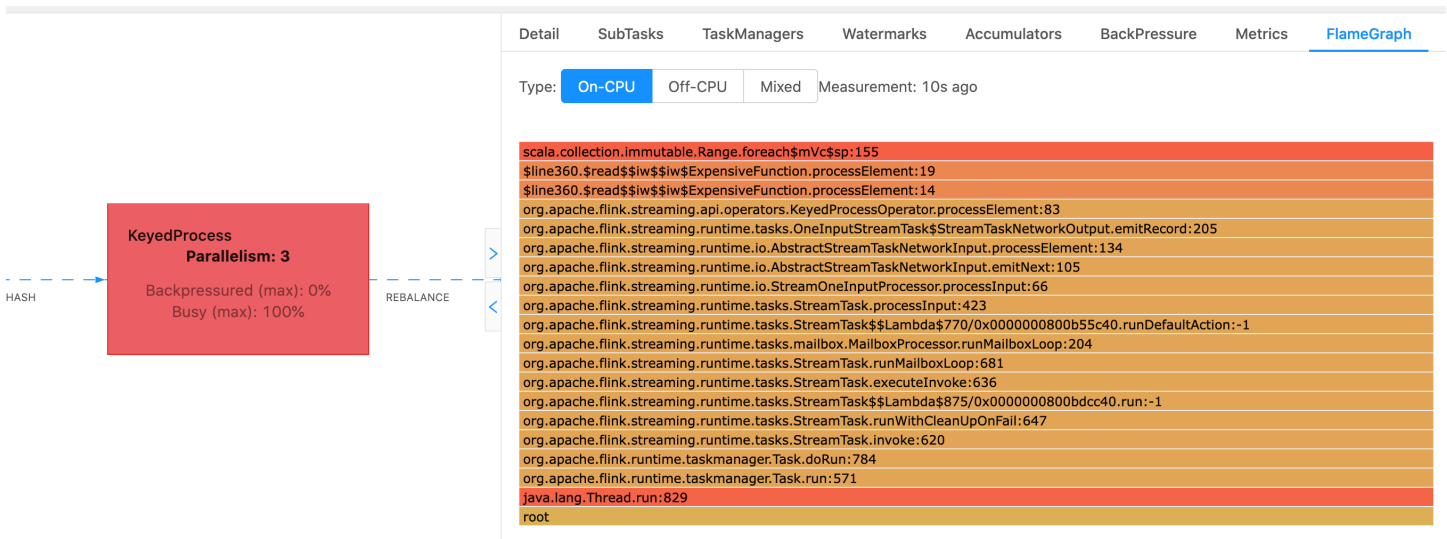 Detail SubTasks TaskManagers Watermarks Accumulators BackPressure Metrics FlameGraph
Type: On-CPU Off-CPU Mixed Measurement: 10s ago
KeyedProcess
Parallelism: 3
Backpressured (max): 0%
Busy (max): 100%
HASH
REBALANCE
scala.collection.immutable.Range.foreach$mVc$sp:155
$line360.$read$$iw$$iw$ExpensiveFunction.processElement:19
$line360.$read$$iw$$iw$ExpensiveFunction.processElement:14
org.apache.flink.streaming.api.operators.KeyedProcessOperator.processElement:83
org.apache.flink.streaming.runtime.tasks.OneInputStreamTask$StreamTaskNetworkOutput.emitRecord:205
org.apache.flink.streaming.runtime.io.AbstractStreamTaskNetworkInput.processElement:134
org.apache.flink.streaming.runtime.io.AbstractStreamTaskNetworkInput.emitNext:105
org.apache.flink.streaming.runtime.io.StreamOneInputProcessor.processInput:66
org.apache.flink.streaming.runtime.tasks.StreamTask.processInput:423
org.apache.flink.streaming.runtime.tasks.StreamTask$$Lambda$770/0x0000000800b55c40.runDefaultAction:-1
org.apache.flink.streaming.runtime.tasks.mailbox.MailboxProcessor.runMailboxLoop:204
org.apache.flink.streaming.runtime.tasks.StreamTask.runMailboxLoop:681
org.apache.flink.streaming.runtime.tasks.StreamTask.executeInvoke:636
org.apache.flink.streaming.runtime.tasks.StreamTask$$Lambda$875/0x0000000800bdcc40.run:-1
org.apache.flink.streaming.runtime.tasks.StreamTask.runWithCleanUpOnFail:647
org.apache.flink.streaming.runtime.tasks.StreamTask.invoke:620
org.apache.flink.runtime.taskmanager.Task.doRun:784
org.apache.flink.runtime.taskmanager.Task.run:571
java.lang.Thread.run:829
root